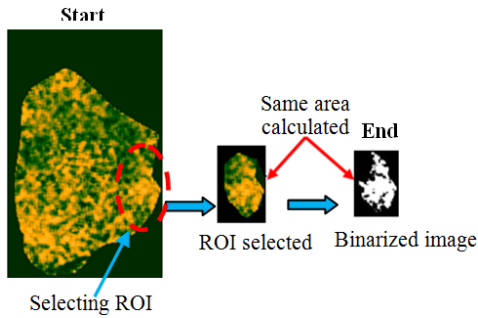 Start
Same area
calculated
End
ROI selected
Binarized image
Selecting ROI